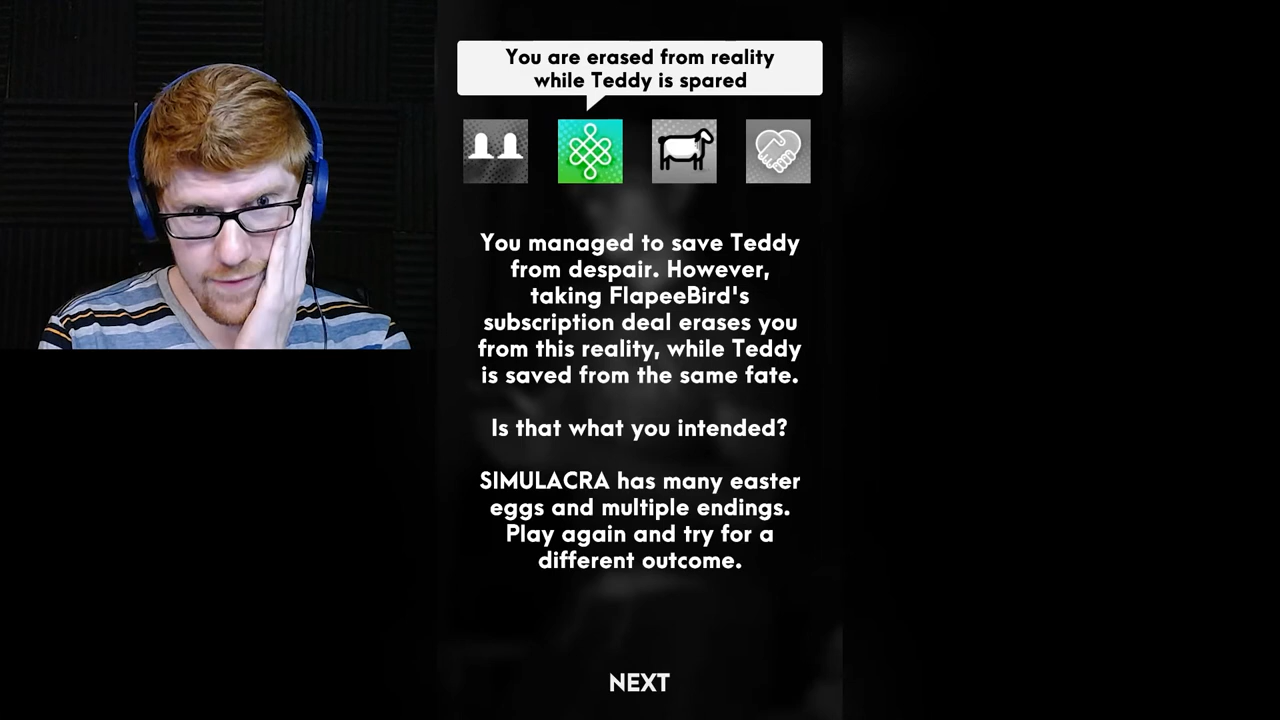 You are erased from reality
while Teddy is spared
You managed to save Teddy
from despair. However,
taking FlapeeBird's
subscription deal erases you
from this reality, while Teddy
is saved from the same fate.
Is that what you intended?
SIMULACRA has many easter
eggs and multiple endings.
Play again and try for a
different outcome.
NEXT